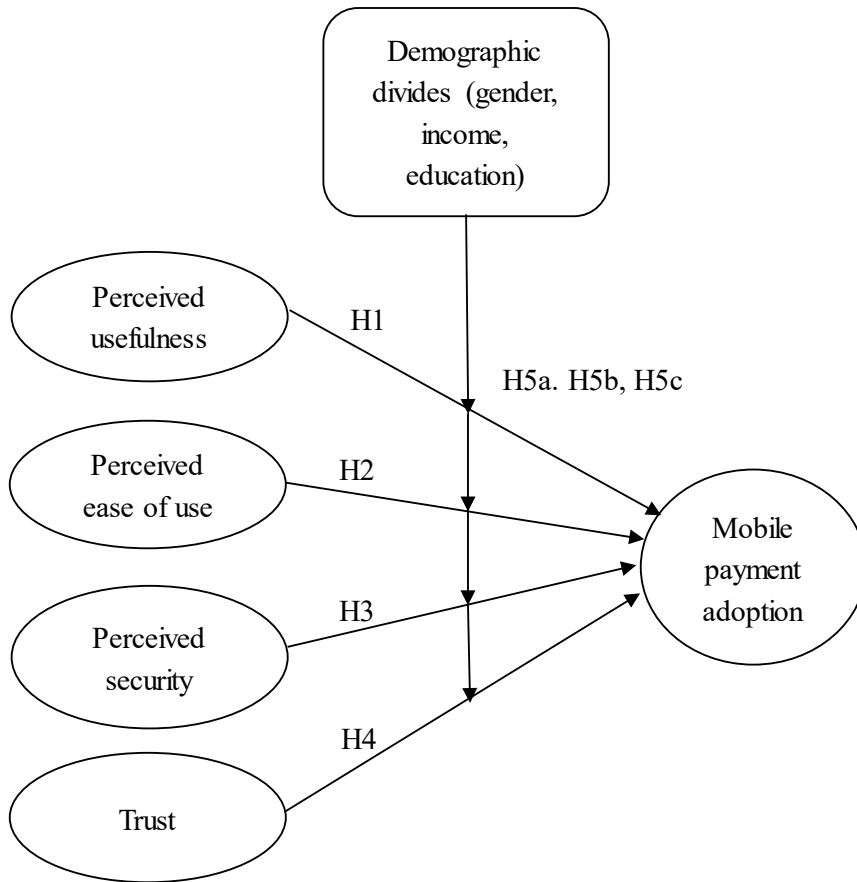 Demographic
divides (gender,
income,
education)
Perceived
usefulness
H1
H5a. H5b, H5c
Perceived
ease of use
H2
Mobile
payment
adoption
Perceived
security
H3
H4
Trust